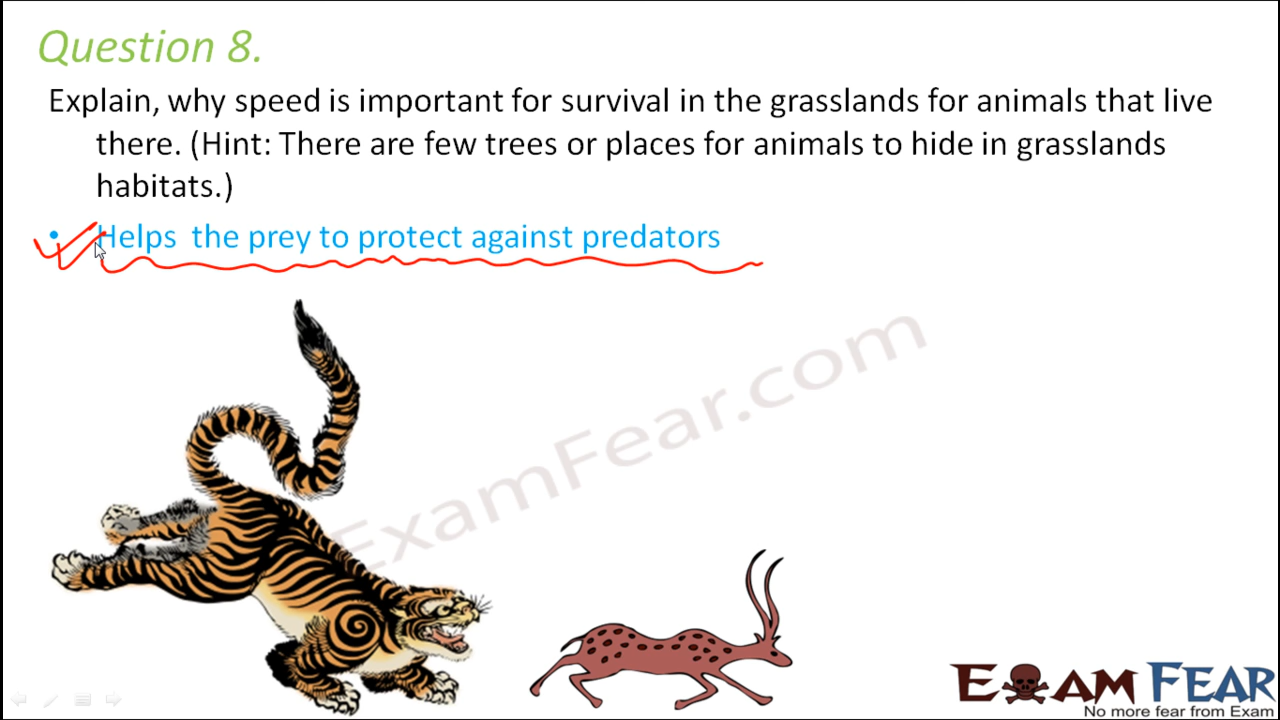 Question 8.
Explain, why speed is important for survival in the grasslands for animals that live
there. (Hint: There are few trees or places for animals to hide in grasslands
habitats.)
• Helps the prey to protect against predators
ExamFear.com
EXAM FEAR
No more fear from Exam